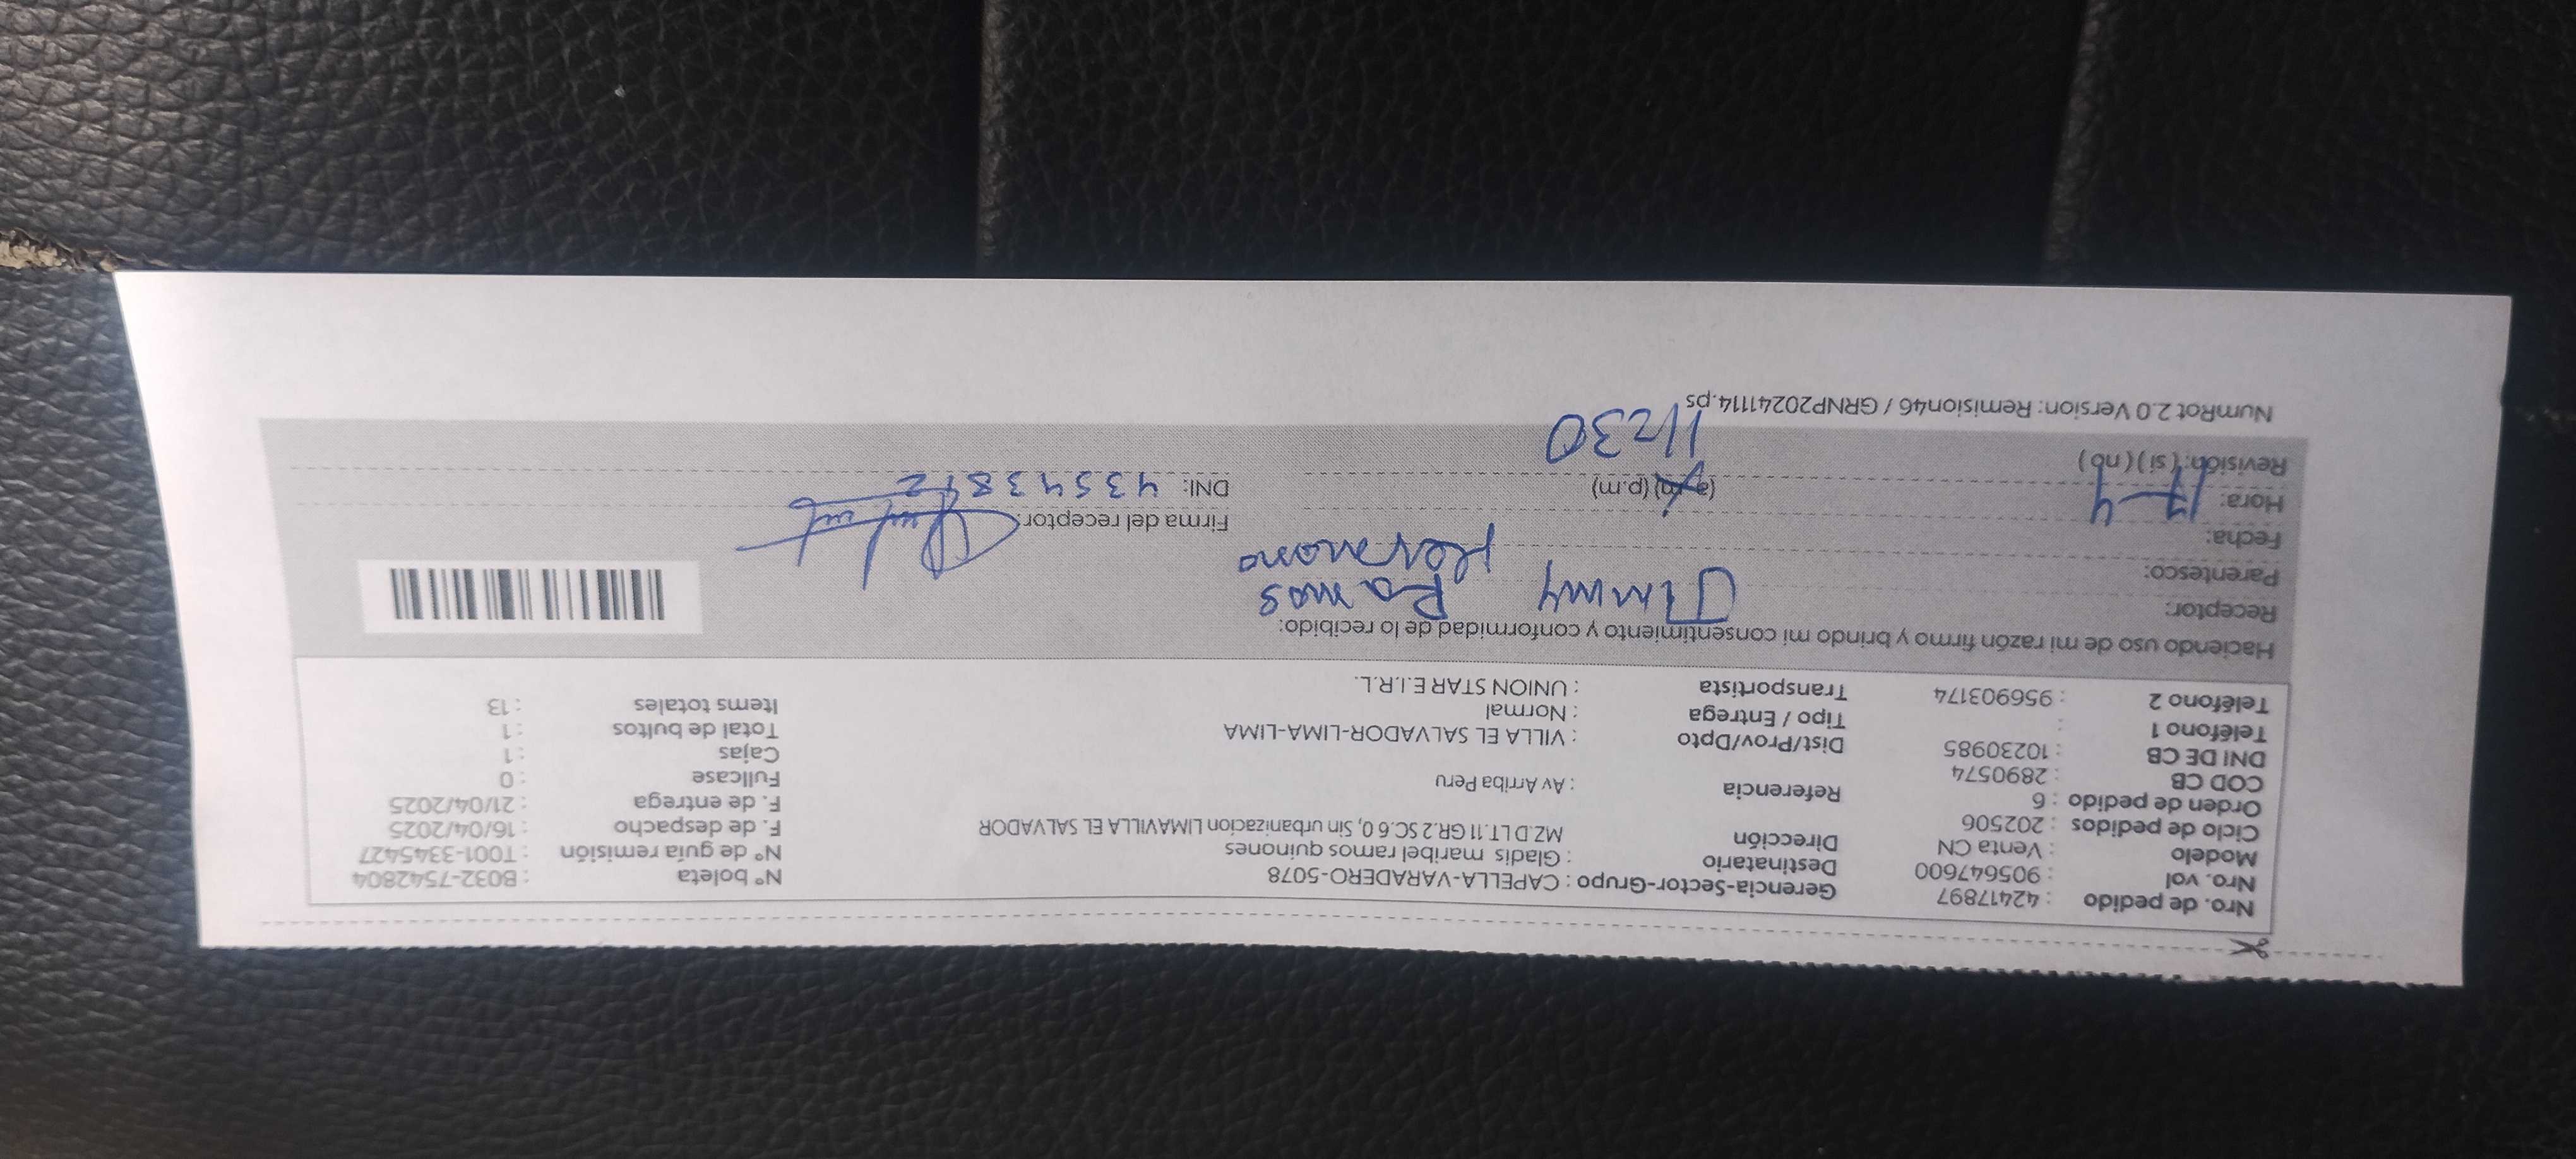 Nro. de pedido : 42417897 Gerencia-Sector-Grupo : CAPELLA-VARADERO-5078 N° boleta : B032-7542804
Nro. vol : 905647600 Destinatario : Gladis maribel ramos quinones N° de guía remisión : T001-3345427
Modelo : Venta CN Dirección MZ.D LT.11 GR.2 SC.6 0, Sin urbanizacion LIMAVILLA EL SALVADOR F. de despacho : 16/04/2025
Ciclo de pedidos : 202506 F. de entrega : 21/04/2025
Orden de pedido : 6 Referencia : Av Arriba Peru Fullcase : 0
COD CB : 2890574 Cajas : 1
DNI DE CB : 10230985 Dist/Prov/Dpto : VILLA EL SALVADOR-LIMA-LIMA Total de bultos : 1
Teléfono 1 : Tipo / Entrega : Normal Items totales : 13
Teléfono 2 : 956903174 Transportista : UNION STAR E.I.R.L.
Haciendo uso de mi razón firmo y brindo mi consentimiento y conformidad de lo recibido:
Receptor: Jimmy Ramos
Parentesco: Hermano
Fecha: 17-4 Firma del receptor:
Hora: (a.m) (p.m) DNI: 43543842
Revisión: ( si ) ( no ) 11:30
NumRot 2.0 Version: Remision46 / GRNP20241114.ps